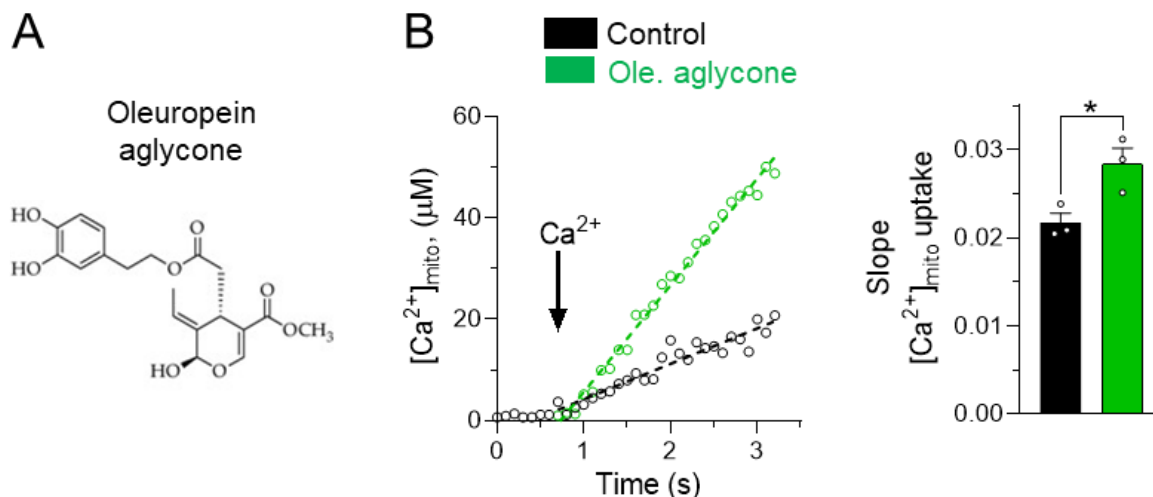 A
Oleuropein
aglycone
HO
HO
O
O
O
OCH3
HO
O
B
Control
Ole. aglycone
[Ca2+]mito, (μM)
60
40
20
0
Ca2+
0
1
2
3
Time (s)
Slope
[Ca2+]mito uptake
0.03
0.02
0.01
0.00
*